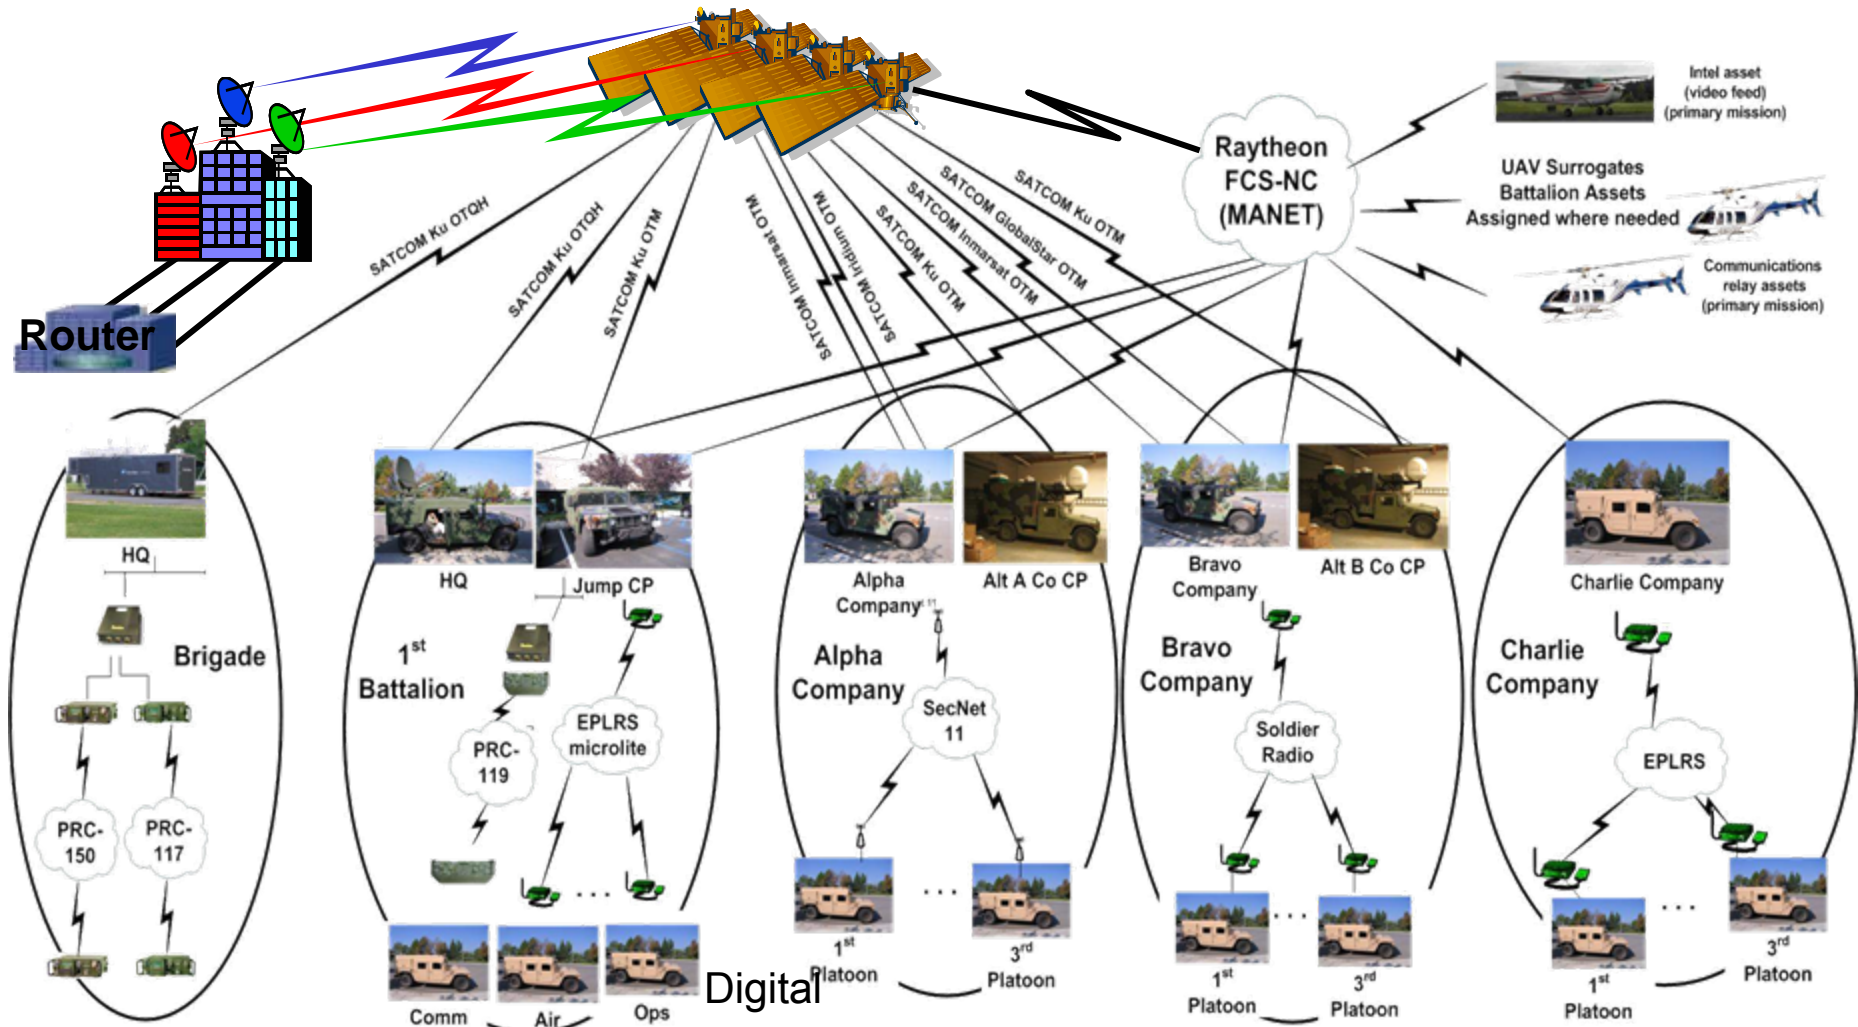 Intel asset
(video feed)
(primary mission)
Raytheon
FCS-NC
(MANET)
UAV Surrogates
Battalion Assets
Assigned where needed
Communications
relay assets
(primary mission)
SATCOM Ku OTQH
SATCOM Ku OTQH
SATCOM Ku OTM
SATCOM Inmarsat OTM
SATCOM Iridium OTM
SATCOM Ku OTM
SATCOM Inmarsat OTM
SATCOM GlobalStar OTM
SATCOM Ku OTM
Router
HQ
Brigade
PRC-
150
PRC-
117
HQ
Jump CP
1st
Battalion
PRC-
119
EPLRS
microlite
Comm
Air
Ops
Digital
Alpha
Company
Alt A Co CP
Alpha
Company
SecNet
11
1st
Platoon
3rd
Platoon
Bravo
Company
Alt B Co CP
Bravo
Company
Soldier
Radio
1st
Platoon
3rd
Platoon
Charlie Company
Charlie
Company
EPLRS
1st
Platoon
3rd
Platoon